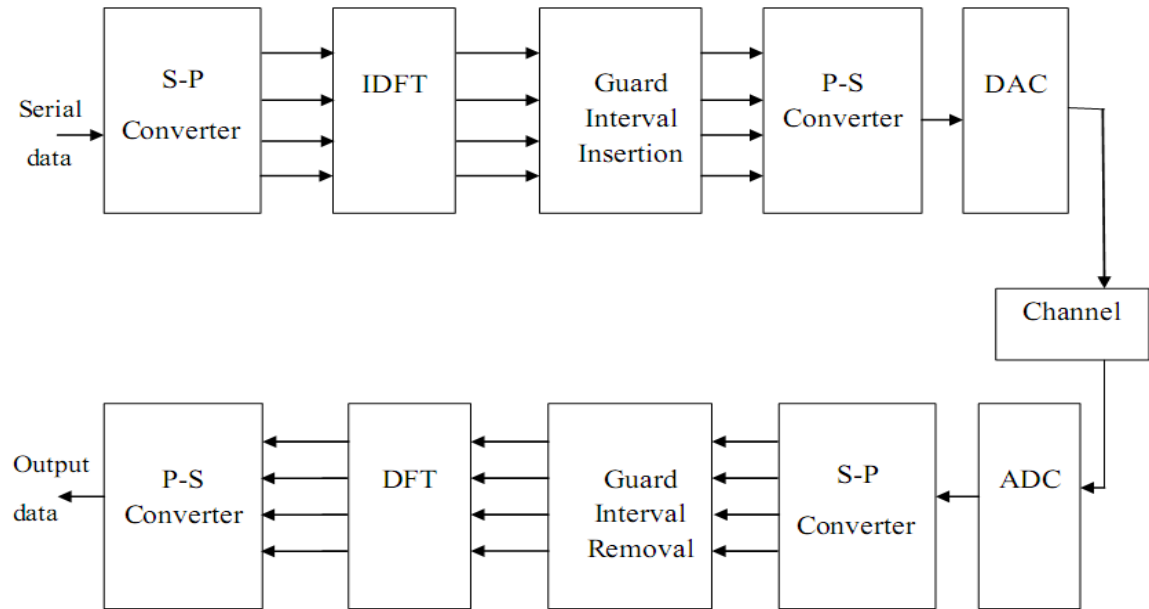 Serial
data
S-P
Converter
IDFT
Guard
Interval
Insertion
P-S
Converter
DAC
Channel
ADC
S-P
Converter
Guard
Interval
Removal
DFT
P-S
Converter
Output
data